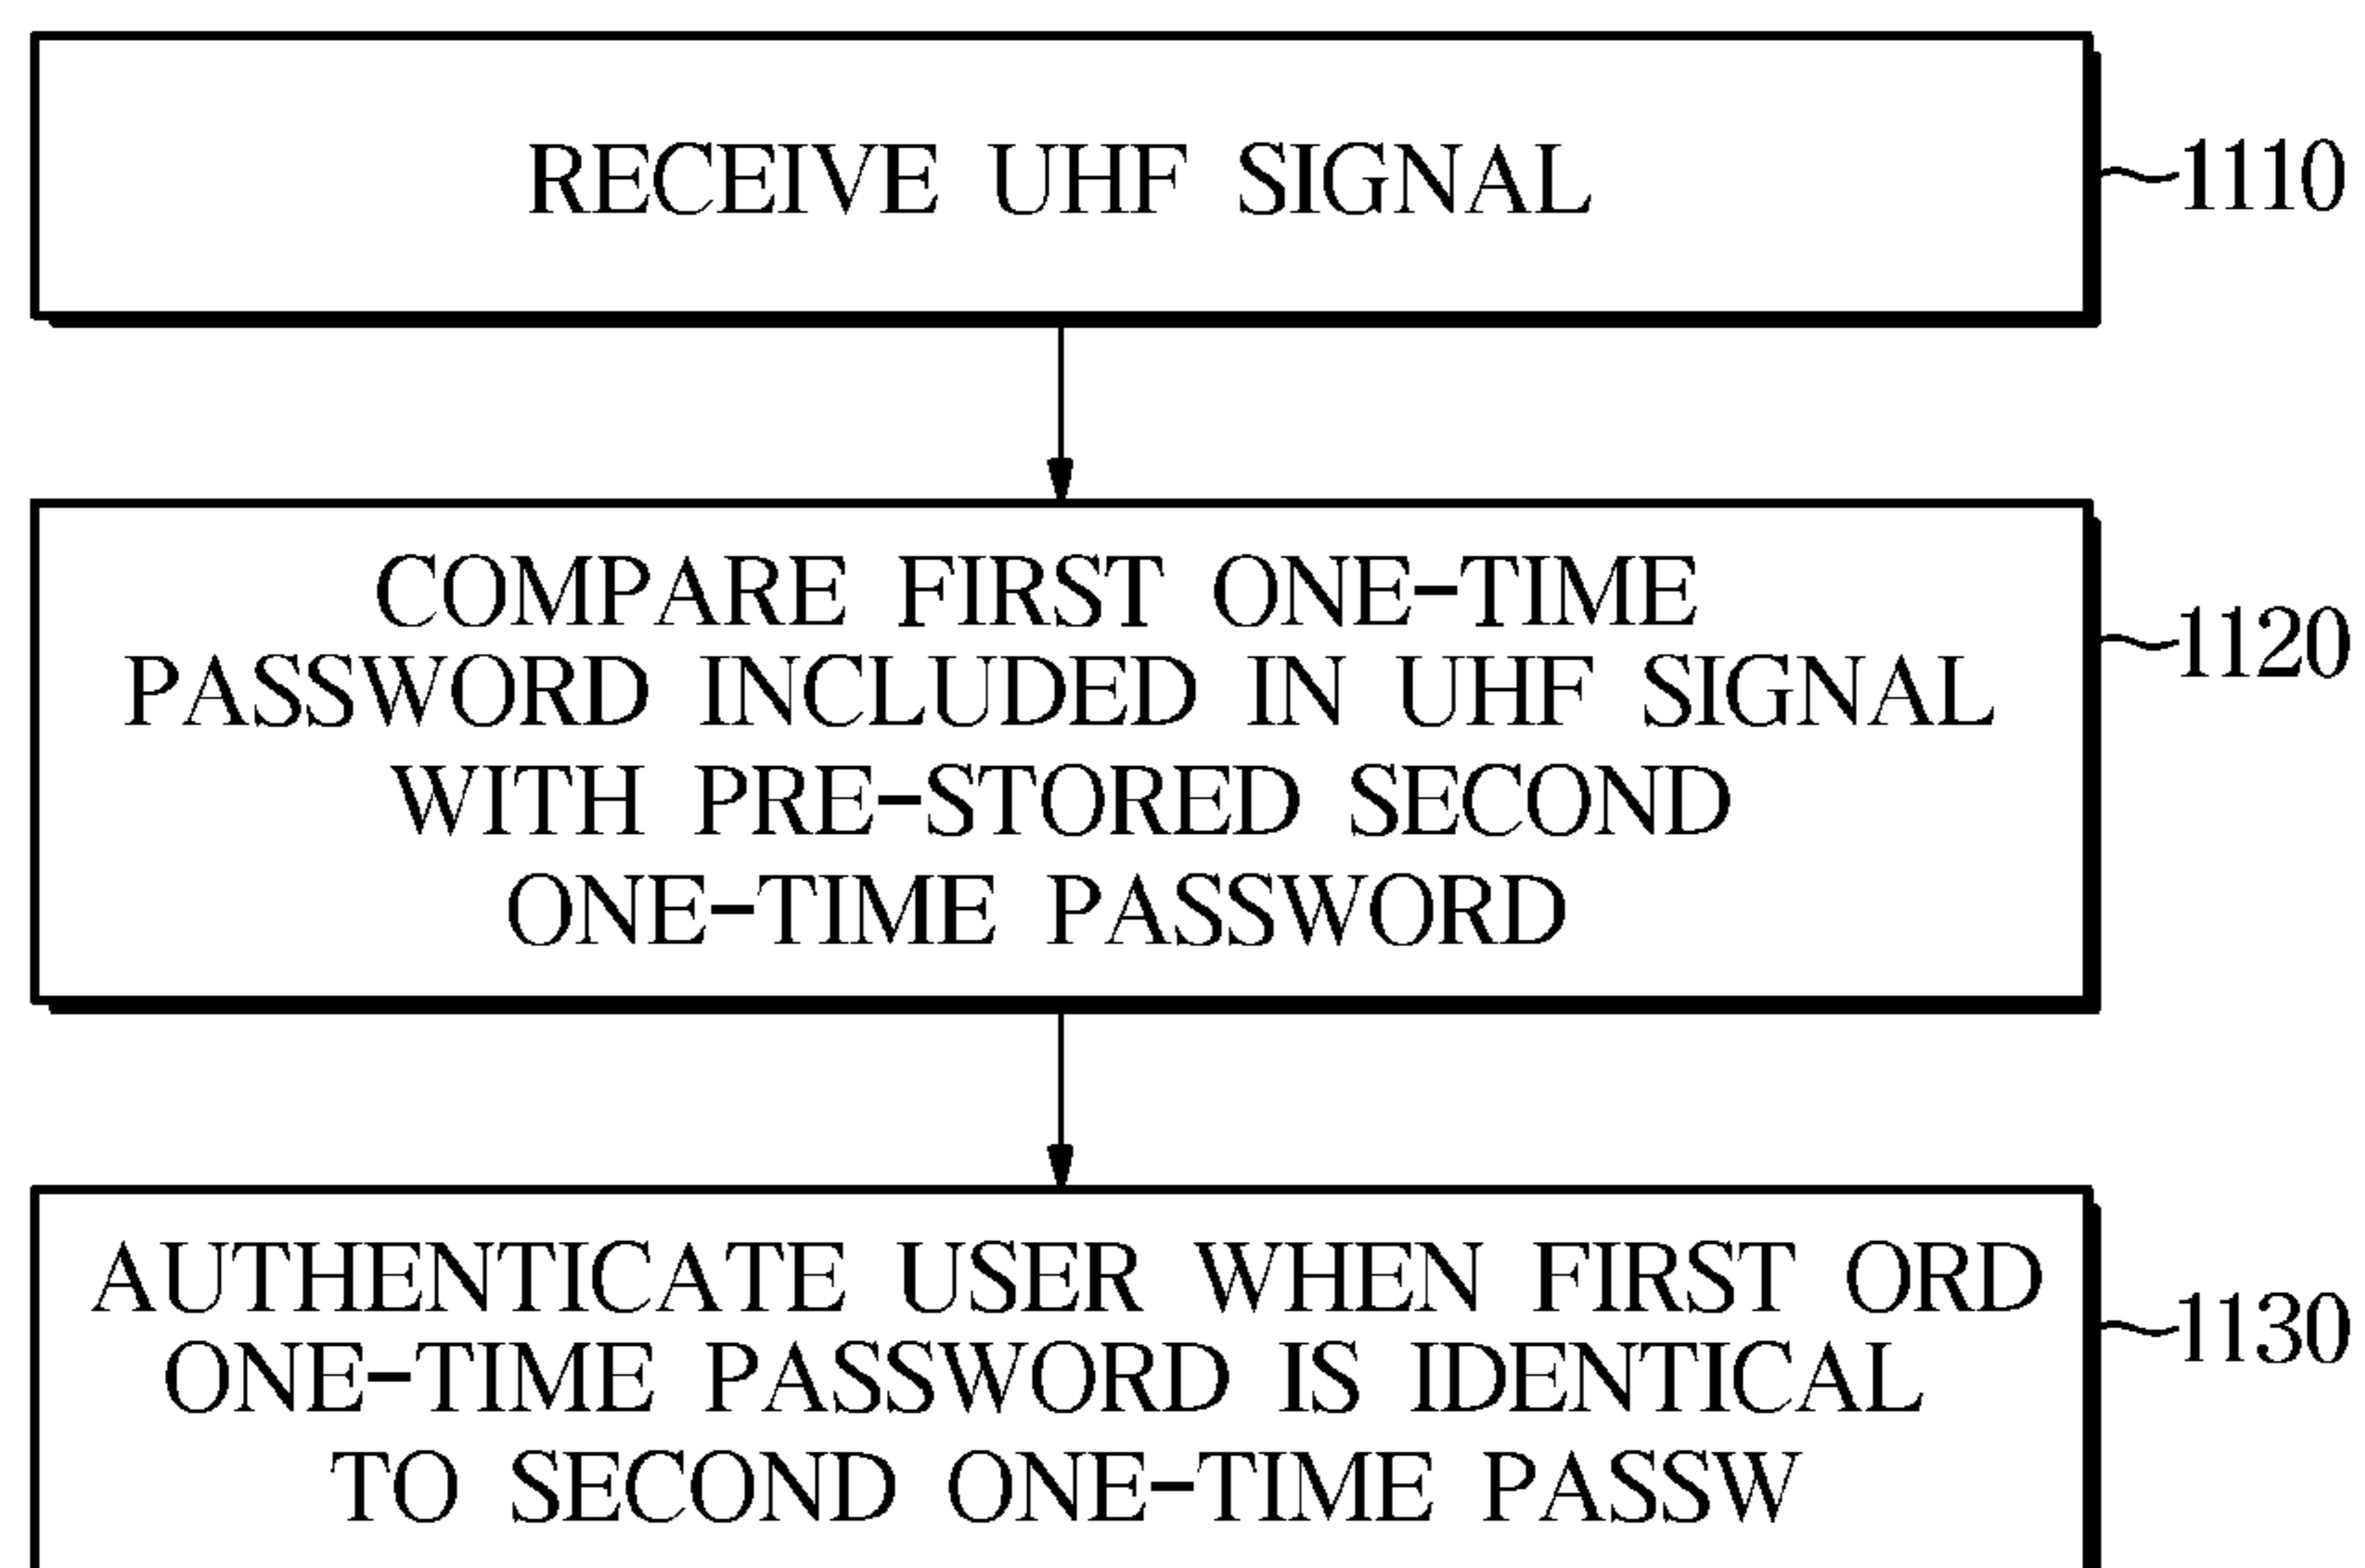 RECEIVE UHF SIGNAL
1110
COMPARE FIRST ONE-TIME
PASSWORD INCLUDED IN UHF SIGNAL
WITH PRE-STORED SECOND
ONE-TIME PASSWORD
1120
AUTHENTICATE USER WHEN FIRST ORD
ONE-TIME PASSWORD IS IDENTICAL
TO SECOND ONE-TIME PASSW
1130